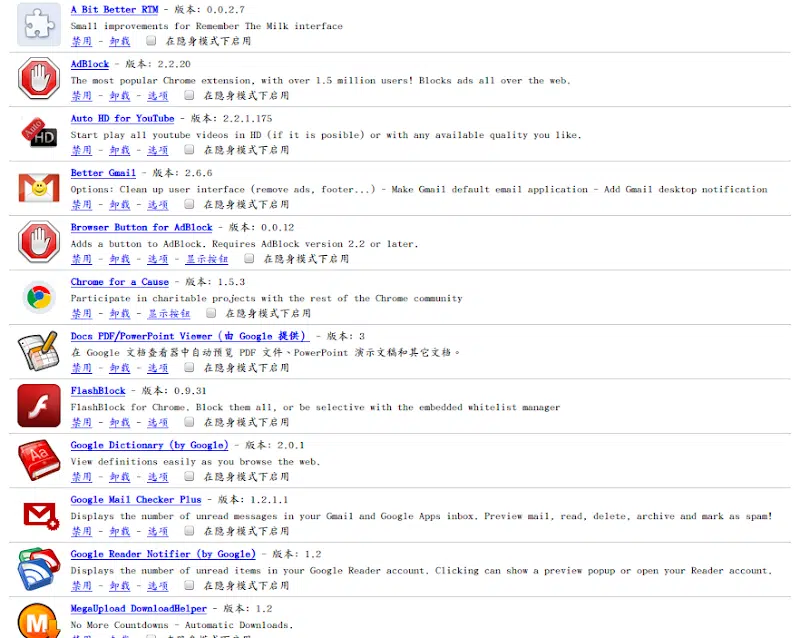 A Bit Better RTM - 版本: 0.0.2.7
Small improvements for Remember The Milk interface
禁用 - 卸载 在隐身模式下启用
AdBlock - 版本: 2.2.20
The most popular Chrome extension, with over 1.5 million users! Blocks ads all over the web.
禁用 - 卸载 - 选项 在隐身模式下启用
Auto HD for YouTube - 版本: 2.2.1.175
Start play all youtube videos in HD (if it is posible) or with any available quality you like.
禁用 - 卸载 - 选项 在隐身模式下启用
Better Gmail - 版本: 2.6.6
Options: Clean up user interface (remove ads, footer...) - Make Gmail default email application - Add Gmail desktop notification
禁用 - 卸载 - 选项 在隐身模式下启用
Browser Button for AdBlock - 版本: 0.0.12
Adds a button to AdBlock. Requires AdBlock version 2.2 or later.
禁用 - 卸载 - 选项 - 显示按钮 在隐身模式下启用
Chrome for a Cause - 版本: 1.5.3
Participate in charitable projects with the rest of the Chrome community
禁用 - 卸载 - 显示按钮 在隐身模式下启用
Docs PDF/PowerPoint Viewer (由 Google 提供) - 版本: 3
在 Google 文档查看器中自动预览 PDF 文件、PowerPoint 演示文稿和其它文档。
禁用 - 卸载 - 选项 在隐身模式下启用
FlashBlock - 版本: 0.9.31
FlashBlock for Chrome. Block them all, or be selective with the embedded whitelist manager
禁用 - 卸载 - 选项 在隐身模式下启用
Google Dictionary (by Google) - 版本: 2.0.1
View definitions easily as you browse the web.
禁用 - 卸载 - 选项 在隐身模式下启用
Google Mail Checker Plus - 版本: 1.2.1.1
Displays the number of unread messages in your Gmail and Google Apps inbox. Preview mail, read, delete, archive and mark as spam!
禁用 - 卸载 - 选项 在隐身模式下启用
Google Reader Notifier (by Google) - 版本: 1.2
Displays the number of unread items in your Google Reader account. Clicking can show a preview popup or open your Reader account.
禁用 - 卸载 - 选项 在隐身模式下启用
MegaUpload DownloadHelper - 版本: 1.2
No More Countdowns - Automatic Downloads.